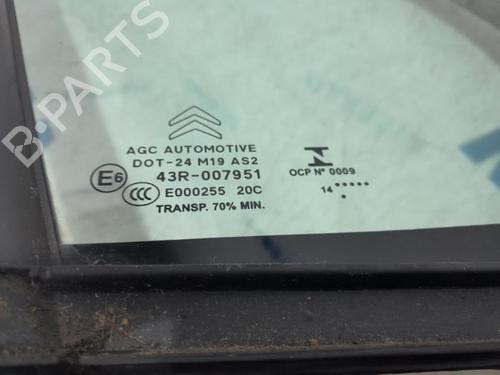 B-PARTS
AGC AUTOMOTIVE
DOT-24 M19 AS2
E6 43R-007951
CCC E000255 20C
TRANSP. 70% MIN.
OCP Nº 0009
14 •••••
•